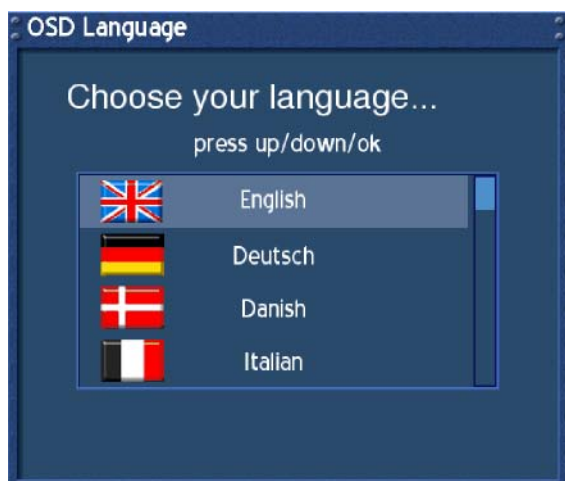 OSD Language
Choose your language...
press up/down/ok
English
Deutsch
Danish
Italian